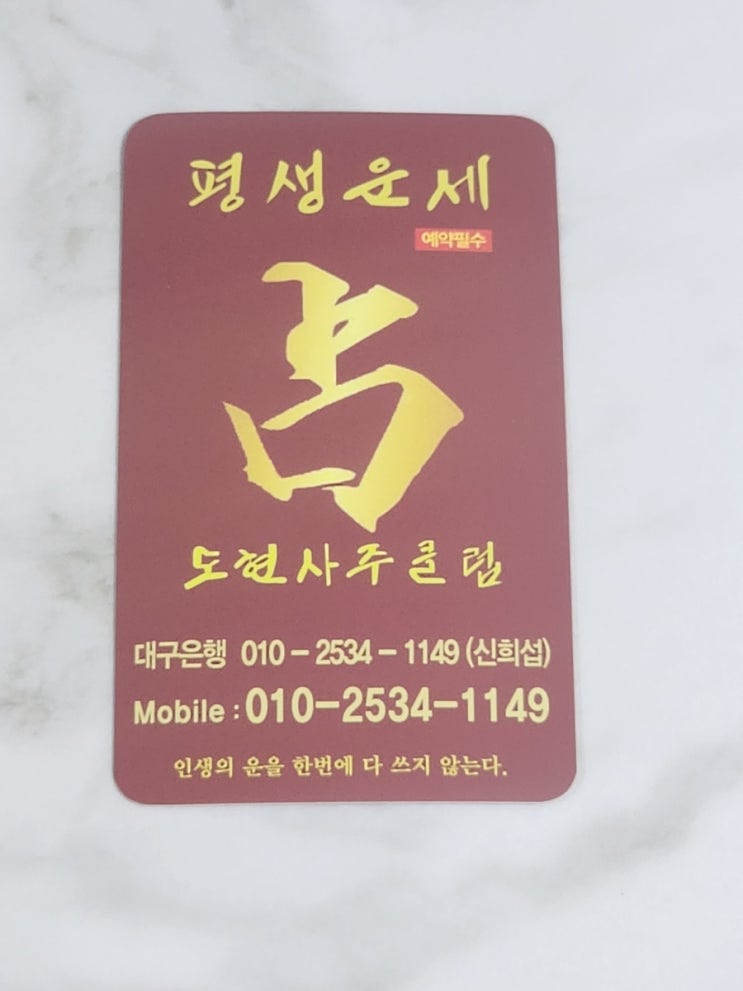 평생운세
예약필수
占
도현사주클럽
대구은행 010-2534-1149 (신희섭)
Mobile : 010-2534-1149
인생의 운을 한번에 다 쓰지 않는다.